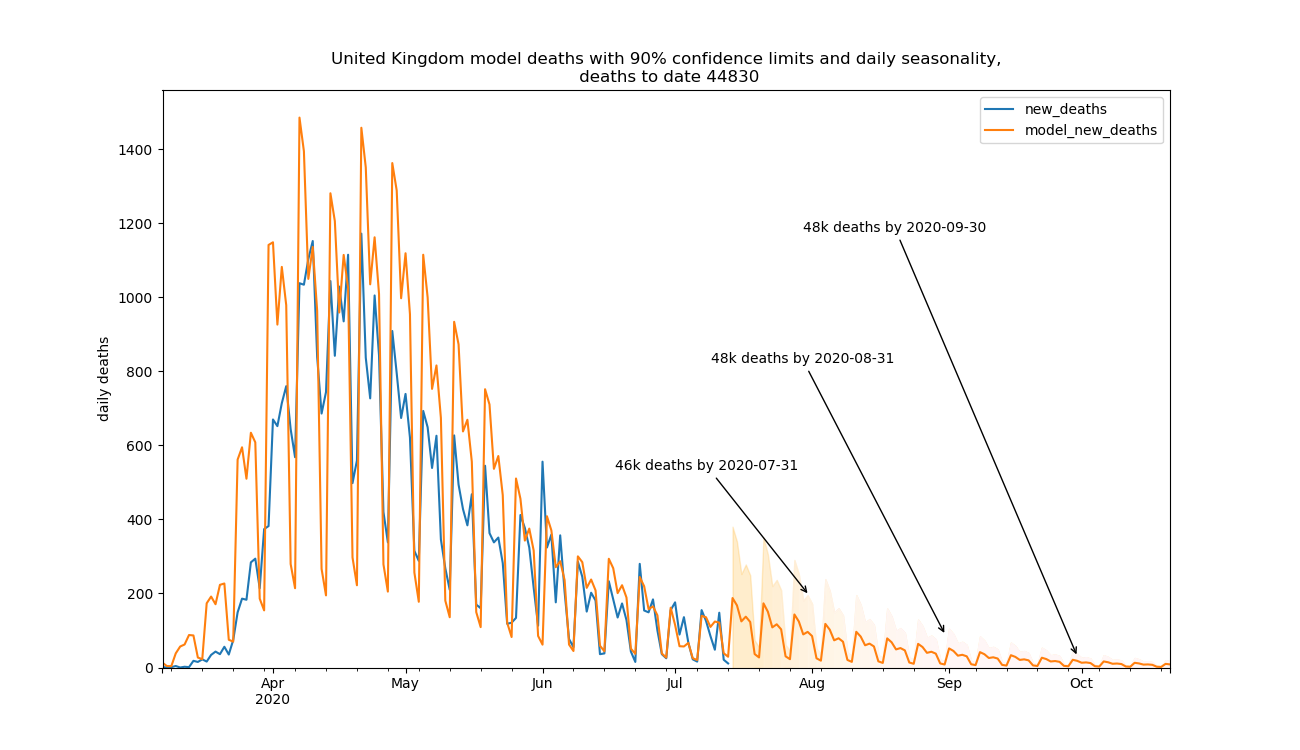 United Kingdom model deaths with 90% confidence limits and daily seasonality,
deaths to date 44830
new_deaths
model_new_deaths
1400
1200
1000
800
600
400
200
0
daily deaths
48k deaths by 2020-09-30
48k deaths by 2020-08-31
46k deaths by 2020-07-31
Apr May Jun Jul Aug Sep Oct
2020